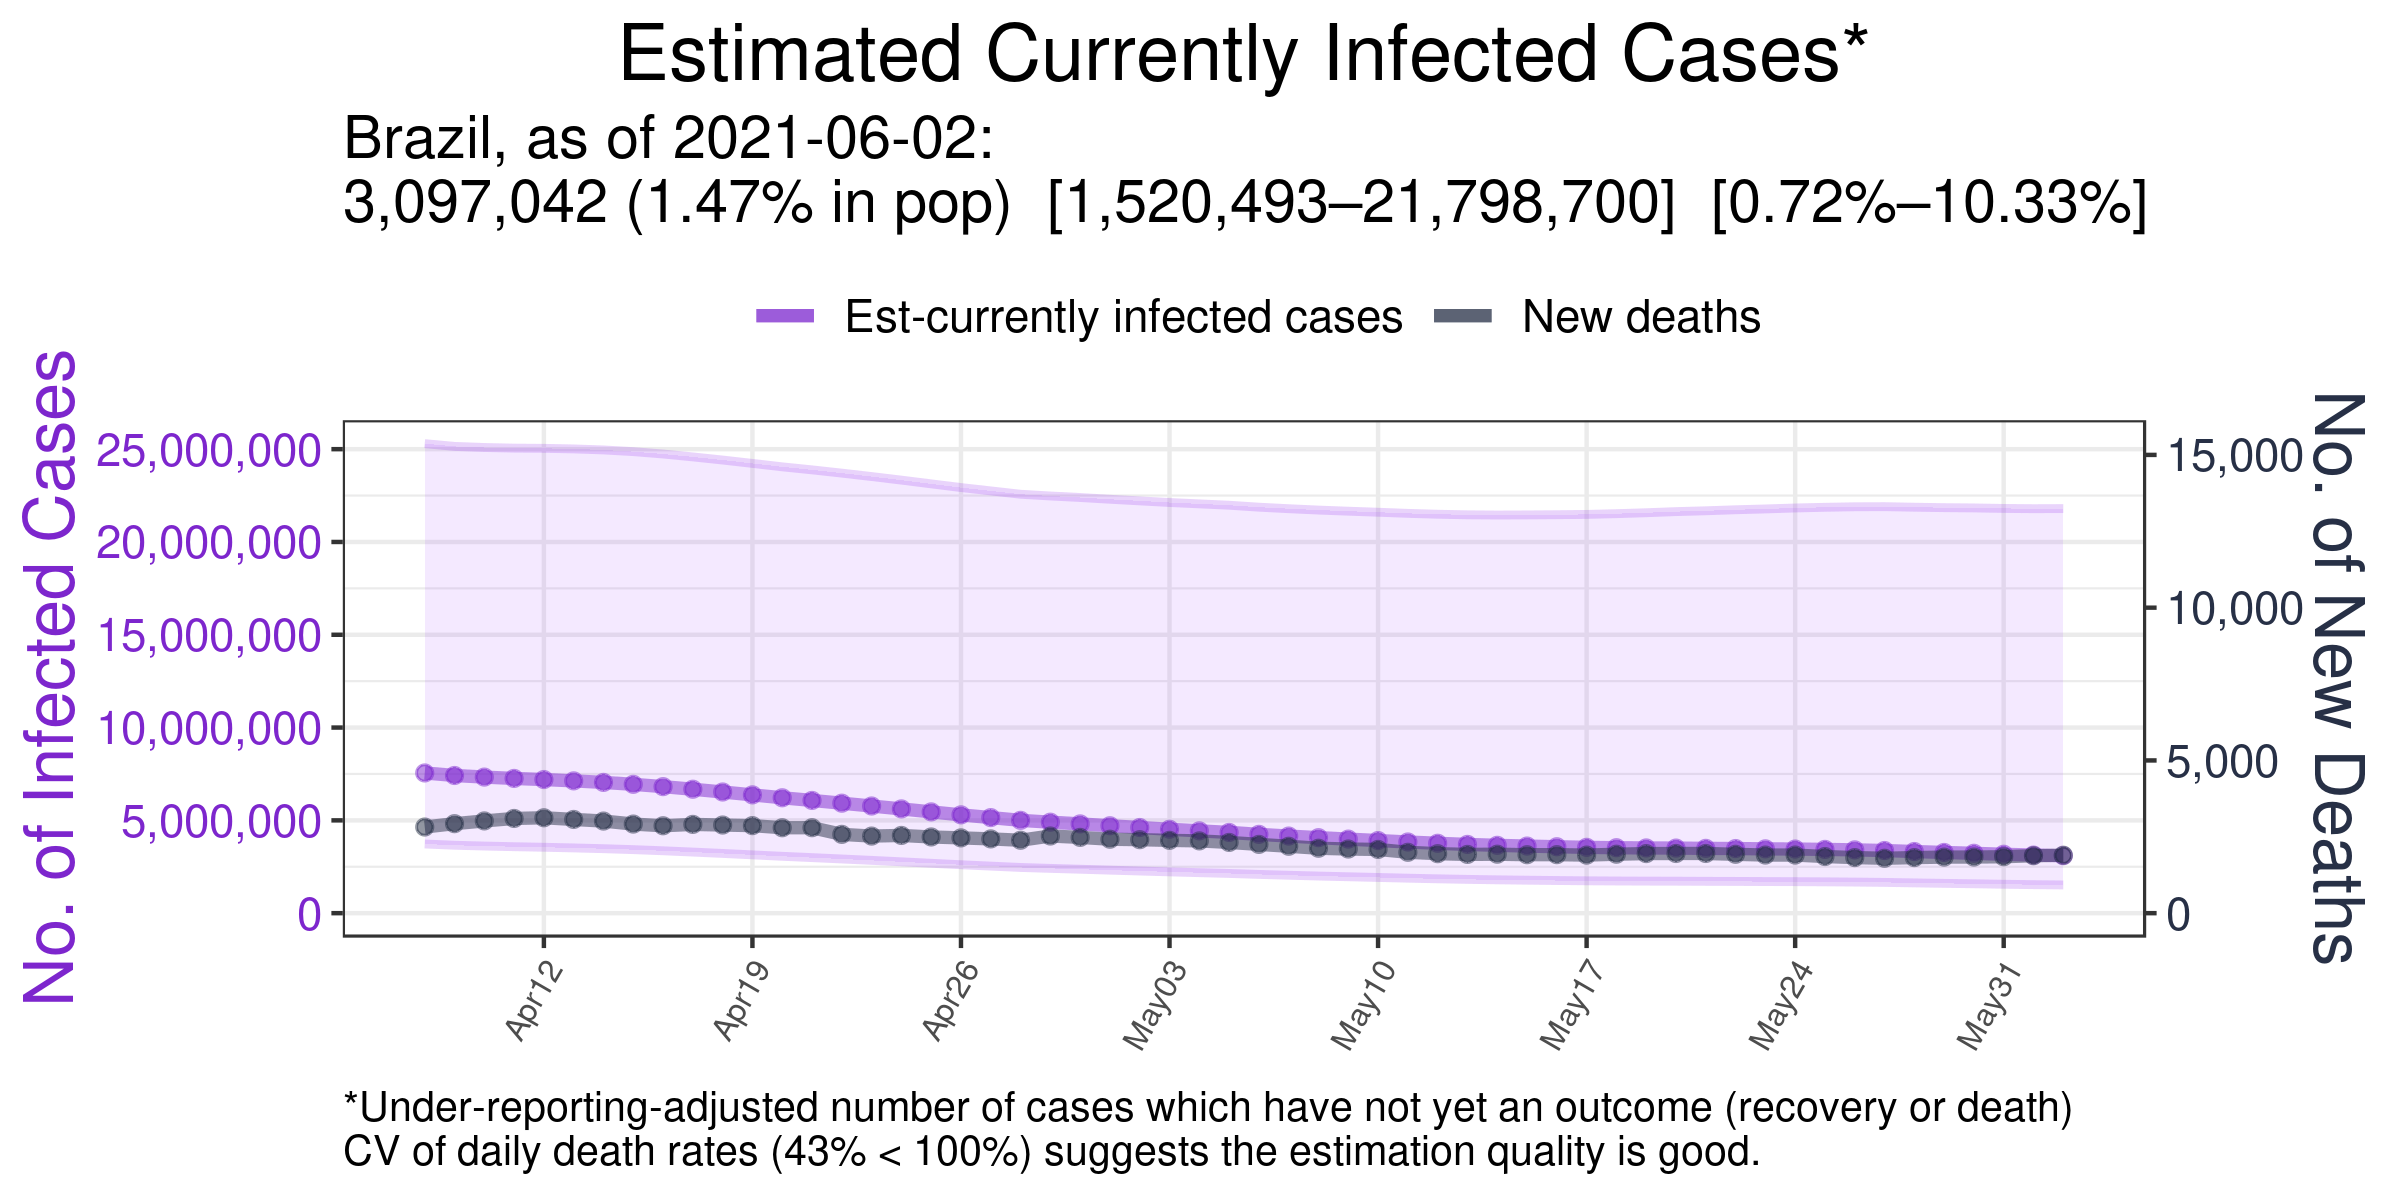 Estimated Currently Infected Cases*
Brazil, as of 2021-06-02:
3,097,042 (1.47% in pop) [1,520,493–21,798,700] [0.72%–10.33%]
Est-currently infected cases
New deaths
No. of Infected Cases
25,000,000
20,000,000
15,000,000
10,000,000
5,000,000
0
15,000
10,000
5,000
0
No. of New Deaths
Apr12
Apr19
Apr26
May03
May10
May17
May24
May31
*Under-reporting-adjusted number of cases which have not yet an outcome (recovery or death)
CV of daily death rates (43% < 100%) suggests the estimation quality is good.